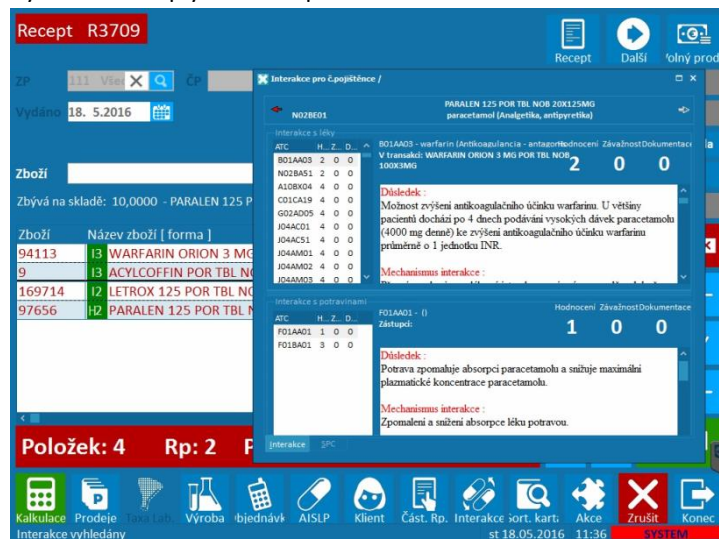 Recept R3709
Recept
Další
Volný prod
ZP 111 Všeo ČP
Vydáno 18. 5.2016
Zboží
Zbývá na skladě: 10,0000 - PARALEN 125 P
Zboží Název zboží [ forma ]
94113 I3 WARFARIN ORION 3 MG
9 I3 ACYLCOFFIN POR TBL NO
169714 I2 LETROX 125 POR TBL NO
97656 H2 PARALEN 125 POR TBL N
Položek: 4 Rp: 2 P
Interakce pro č.pojištěnce /
N02BE01
PARALEN 125 POR TBL NOB 20X125MG
paracetamol (Analgetika, antipyretika)
Interakce s léky
ATC H... Z... D...
B01AA03 2 0 0
N02BA51 2 0 0
A10BX04 4 0 0
C01CA19 4 0 0
G02AD05 4 0 0
J04AC01 4 0 0
J04AC51 4 0 0
J04AM01 4 0 0
J04AM02 4 0 0
J04AM03 4 0 0
B01AA03 - warfarin (Antikoagulancia - antagon
V transakci: WARFARIN ORION 3 MG POR TBL NOB
100X3MG
Hodnocení Závažnost Dokumentace
2 0 0
Důsledek :
Možnost zvýšení antikoagulačního účinku warfarinu. U většiny
pacientů dochází po 4 dnech podávání vysokých dávek paracetamolu
(4000 mg denně) ke zvýšení antikoagulačního účinku warfarinu
průměrně o 1 jednotku INR.
Mechanismus interakce :
Interakce s potravinami
ATC H... Z... D...
F01AA01 1 0 0
F01BA01 3 0 0
F01AA01 - ()
Zástupci:
Hodnocení Závažnost Dokumentace
1 0 0
Důsledek :
Potrava zpomaluje absorpci paracetamolu a snižuje maximální
plazmatické koncentrace paracetamolu.
Mechanismus interakce :
Zpomalení a snížení absorpce léku potravou.
Interakce SPC
Kalkulace Prodeje Taxa Lab. Výroba Objednávk AISLP Klient Část. Rp. Interakce Sort. karta Akce Zrušit Konec
Interakce vyhledány
st 18.05.2016 11:36 SYSTEM